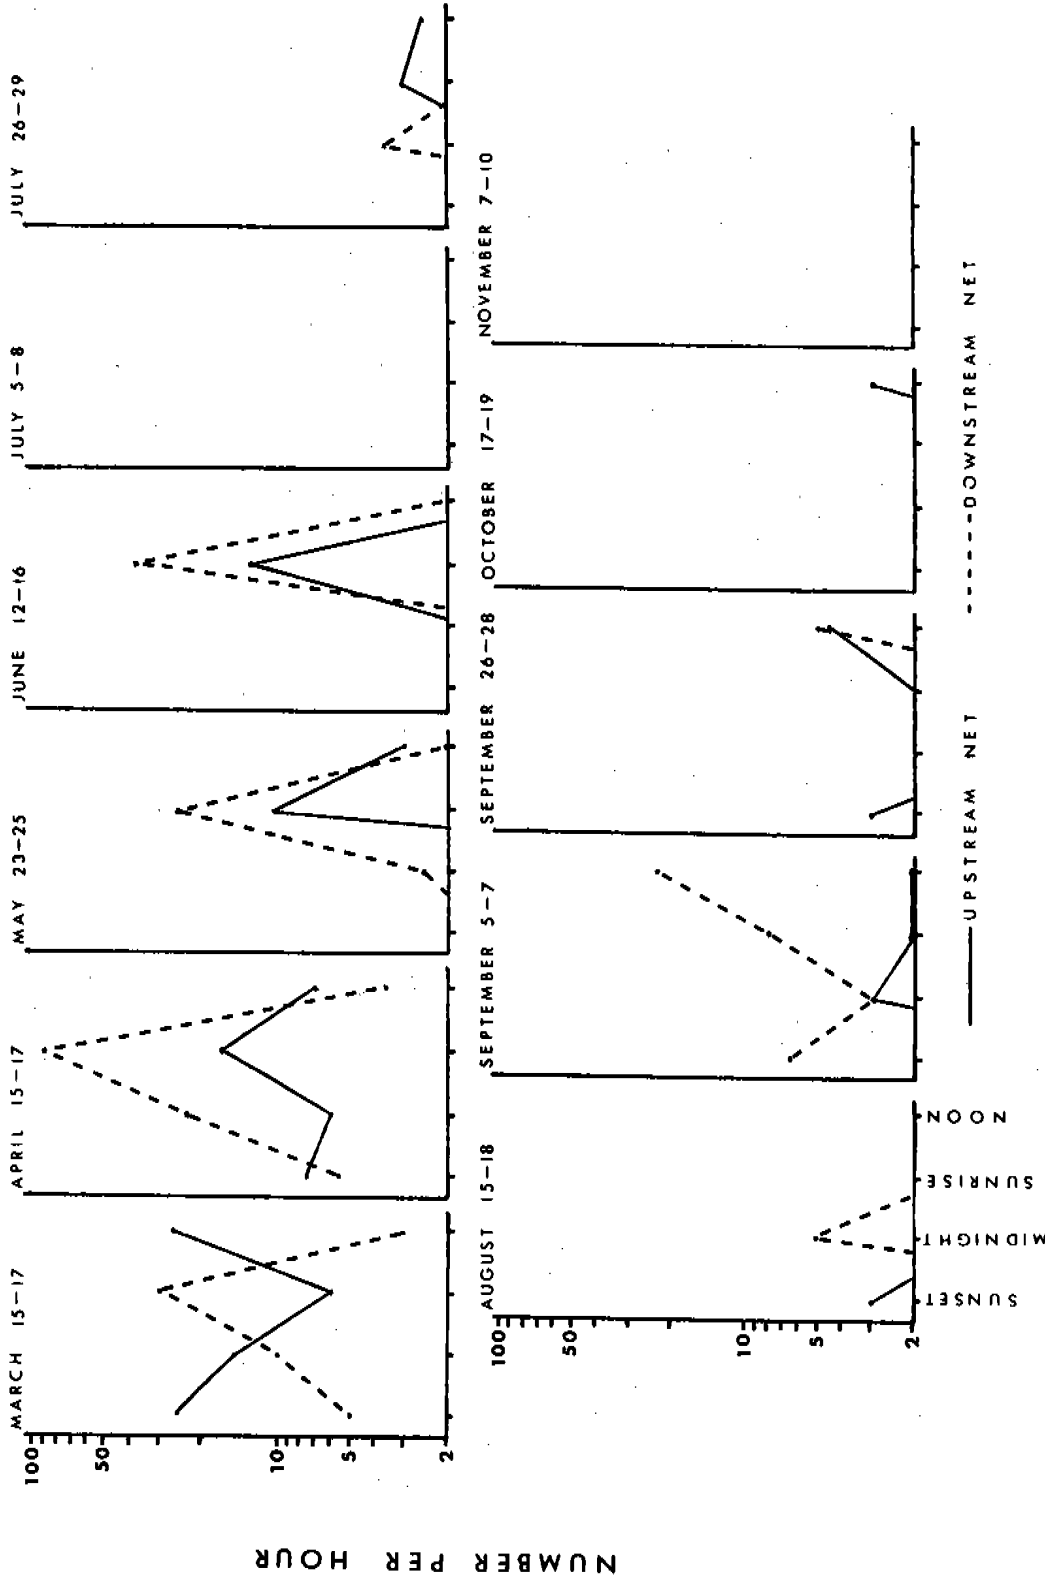 MARCH 15–17
APRIL 15–17
MAY 23–25
JUNE 12–16
JULY 5–8
JULY 26–29
100
50
10
5
2
NUMBER PER HOUR
AUGUST 15–18
SEPTEMBER 5–7
SEPTEMBER 26–28
OCTOBER 17–19
NOVEMBER 7–10
100
50
10
5
2
SUNSET
MIDNIGHT
SUNRISE
NOON
UPSTREAM NET
DOWNSTREAM NET